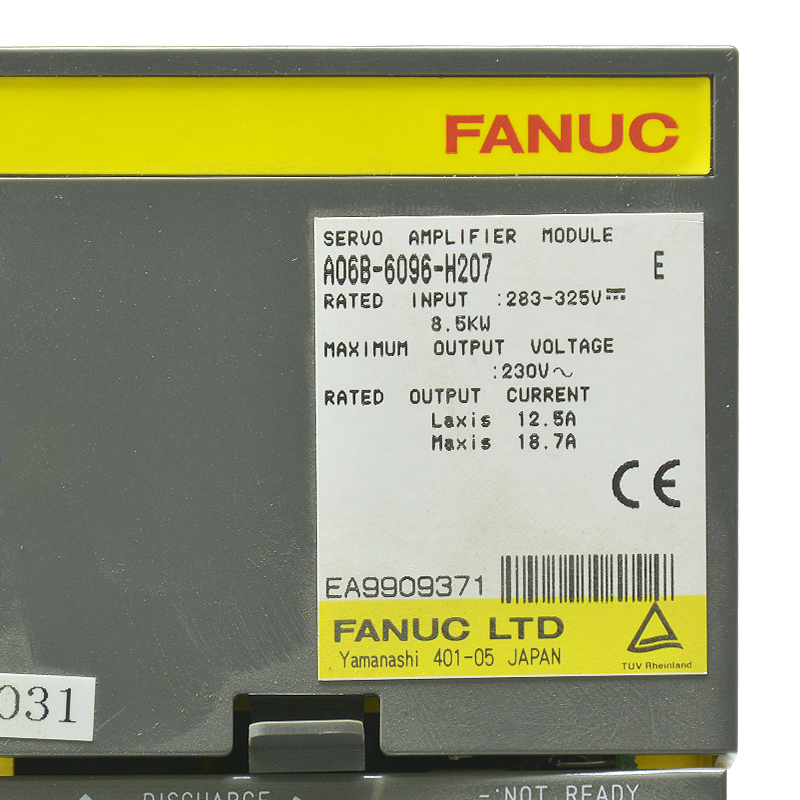 FANUC
SERVO AMPLIFIER MODULE
A06B-6096-H207 E
RATED INPUT :283-325V⎓
8.5KW
MAXIMUM OUTPUT VOLTAGE
:230V~
RATED OUTPUT CURRENT
Laxis 12.5A
Maxis 18.7A
CE
EA9909371
FANUC LTD
Yamanashi 401-05 JAPAN
TUV Rheinland
031
DISCHARGE
-:NOT READY